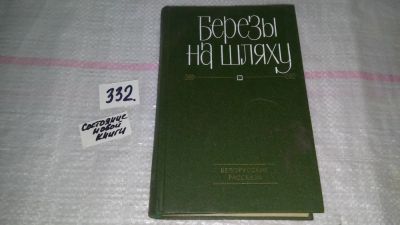 Березы
на шляху
332.
Состояние
новой
книги
БЕЛОРУССКИЕ
РАССКАЗЫ